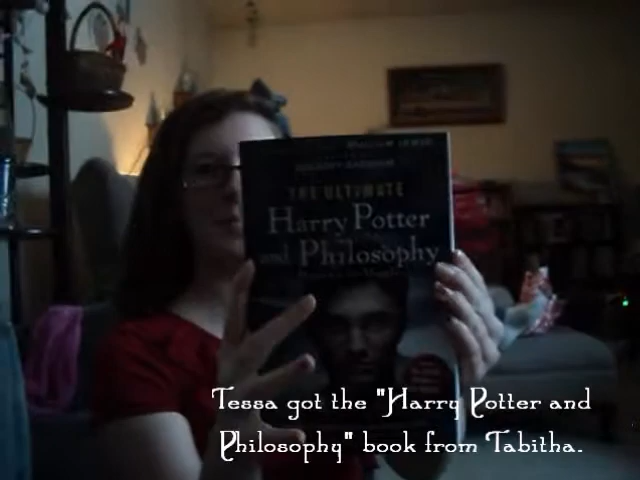 THE ULTIMATE
Harry Potter
and Philosophy
Tessa got the "Harry Potter and
Philosophy" book from Tabitha.